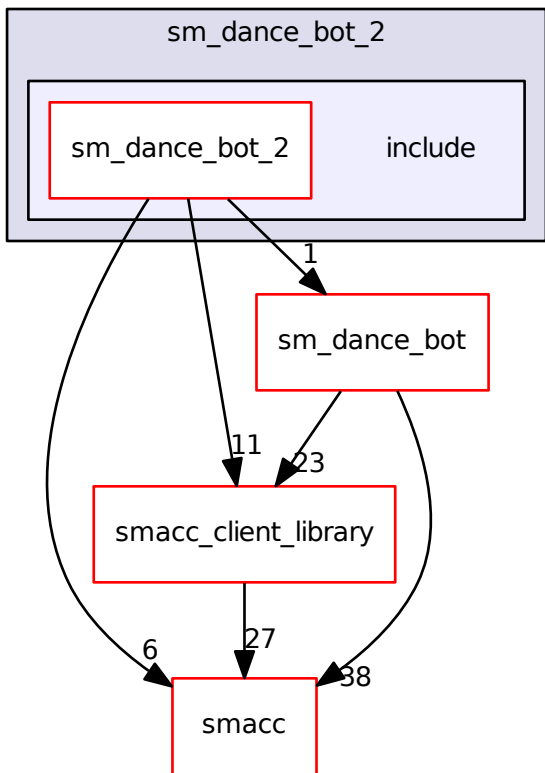 sm_dance_bot_2
sm_dance_bot_2
include
1
sm_dance_bot
11
23
smacc_client_library
27
6
38
smacc